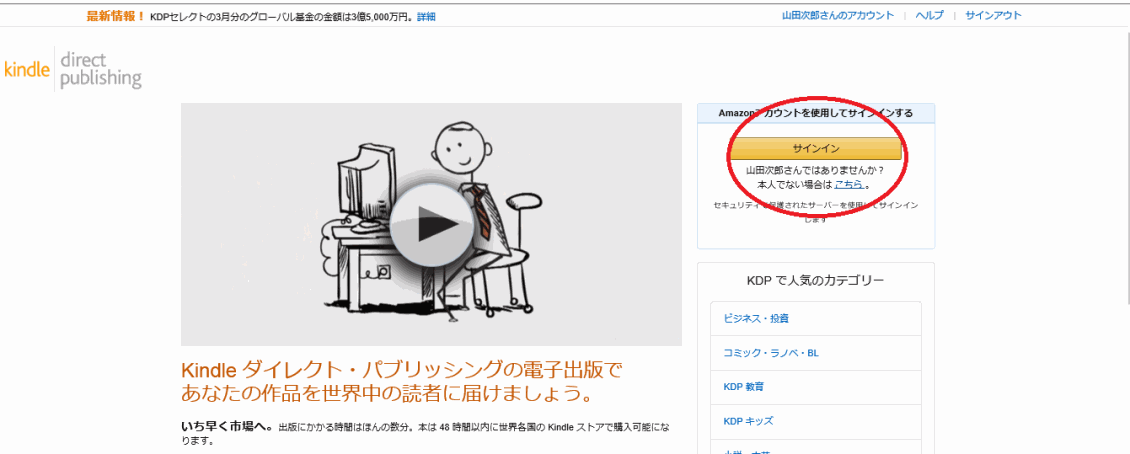 最新情報！ KDPセレクトの3月分のグローバル基金の金額は3億5,000万円。詳細
山田次郎さんのアカウント | ヘルプ | サインアウト
kindle direct publishing
Amazonアカウントを使用してサインインする
サインイン
山田次郎さんではありませんか？
本人でない場合は こちら 。
セキュリティで保護されたサーバーを使用してサインイン
します
Kindle ダイレクト・パブリッシングの電子出版で
あなたの作品を世界中の読者に届けましょう。
いち早く市場へ。出版にかかる時間はほんの数分。本は 48 時間以内に世界各国の Kindle ストアで購入可能にな
ります。
KDP で人気のカテゴリー
ビジネス・投資
コミック・ラノベ・BL
KDP 教育
KDP キッズ